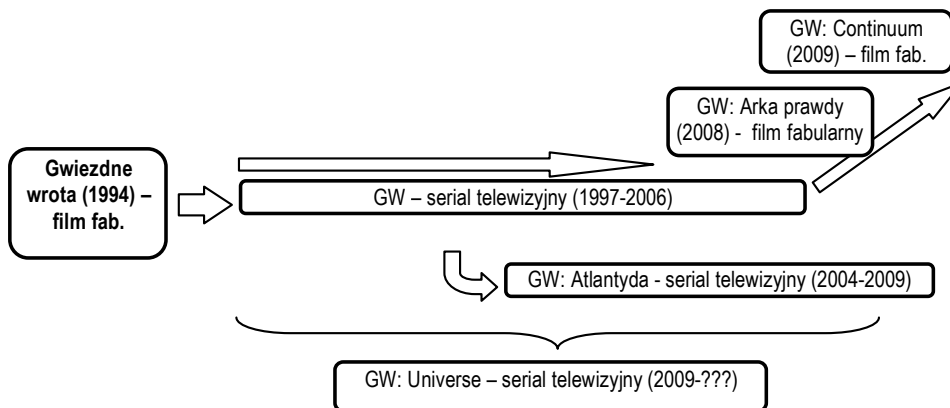 GW: Continuum
(2009) – film fab.
GW: Arka prawdy
(2008) - film fabularny
Gwiezdne
wrota (1994) –
film fab.
GW – serial telewizyjny (1997-2006)
GW: Atlantyda - serial telewizyjny (2004-2009)
GW: Universe – serial telewizyjny (2009-???)